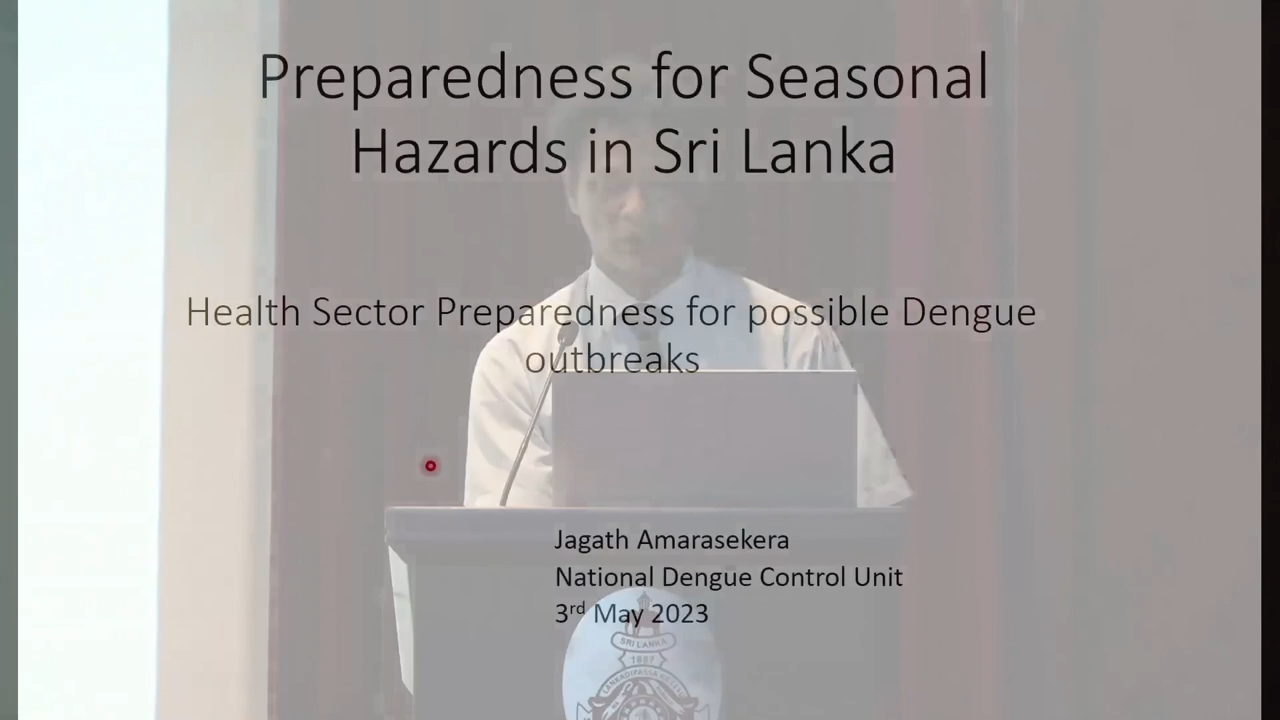 Preparedness for Seasonal
Hazards in Sri Lanka
Health Sector Preparedness for possible Dengue
outbreaks
Jagath Amarasekera
National Dengue Control Unit
3rd May 2023
SRI LANKA
1887